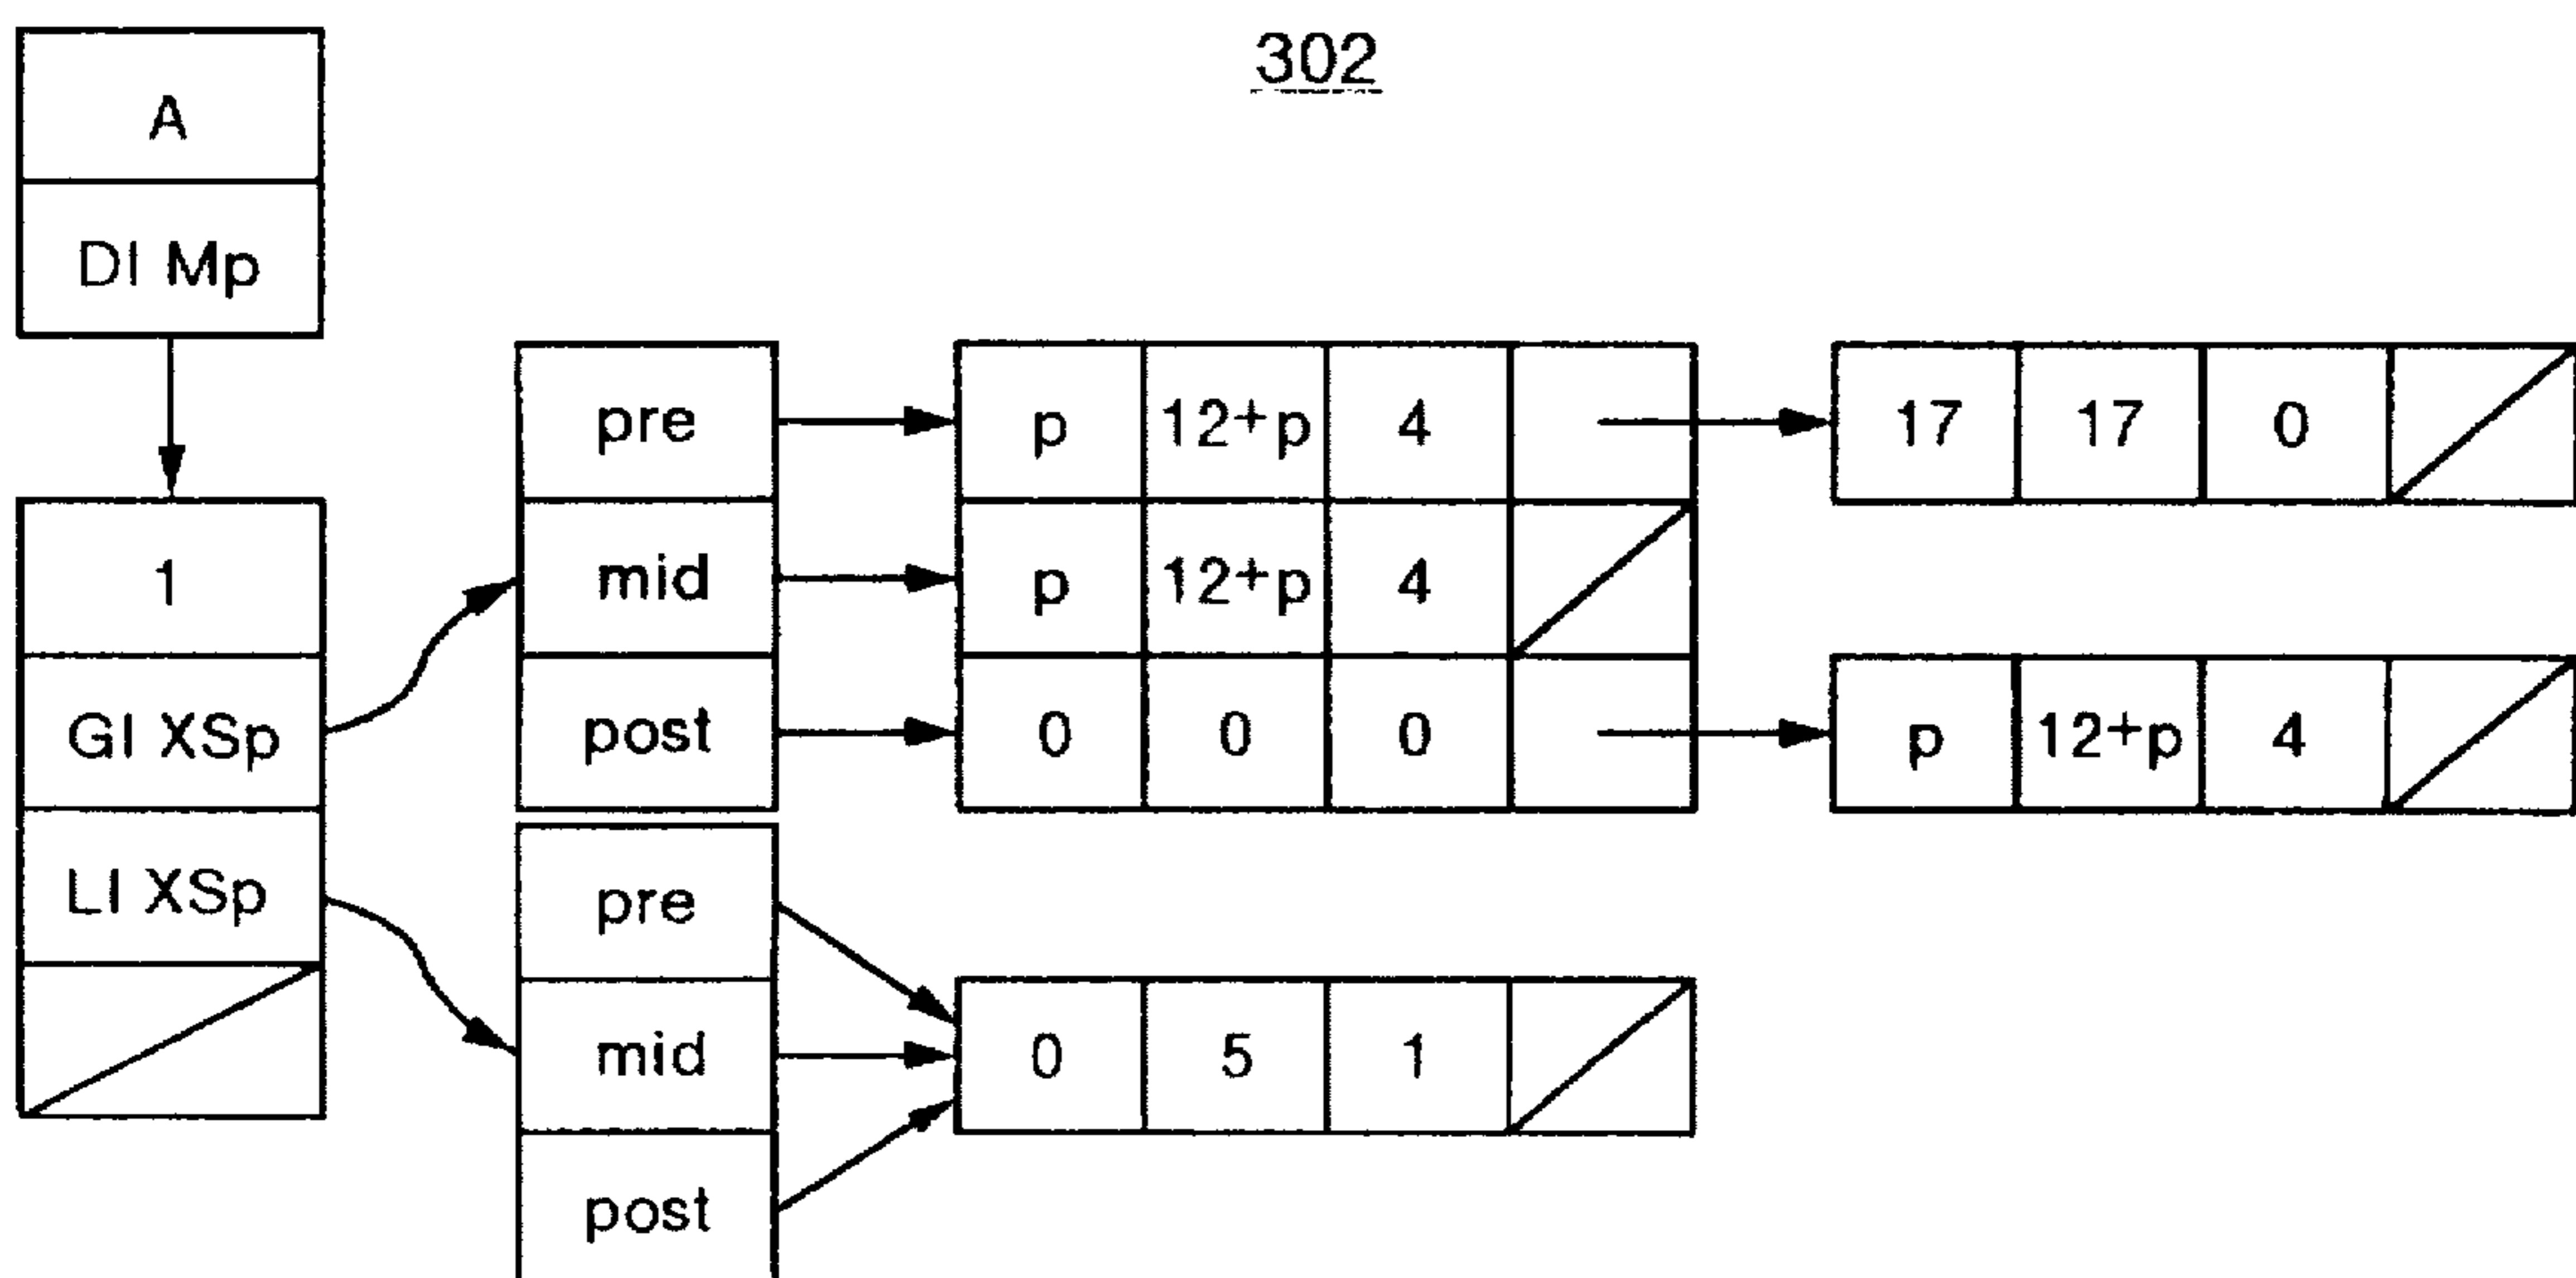 302
A
DI Mp
pre p 12+p 4 17 17 0
1 mid p 12+p 4
GI XSp post 0 0 0 p 12+p 4
LI XSp pre
mid 0 5 1
post